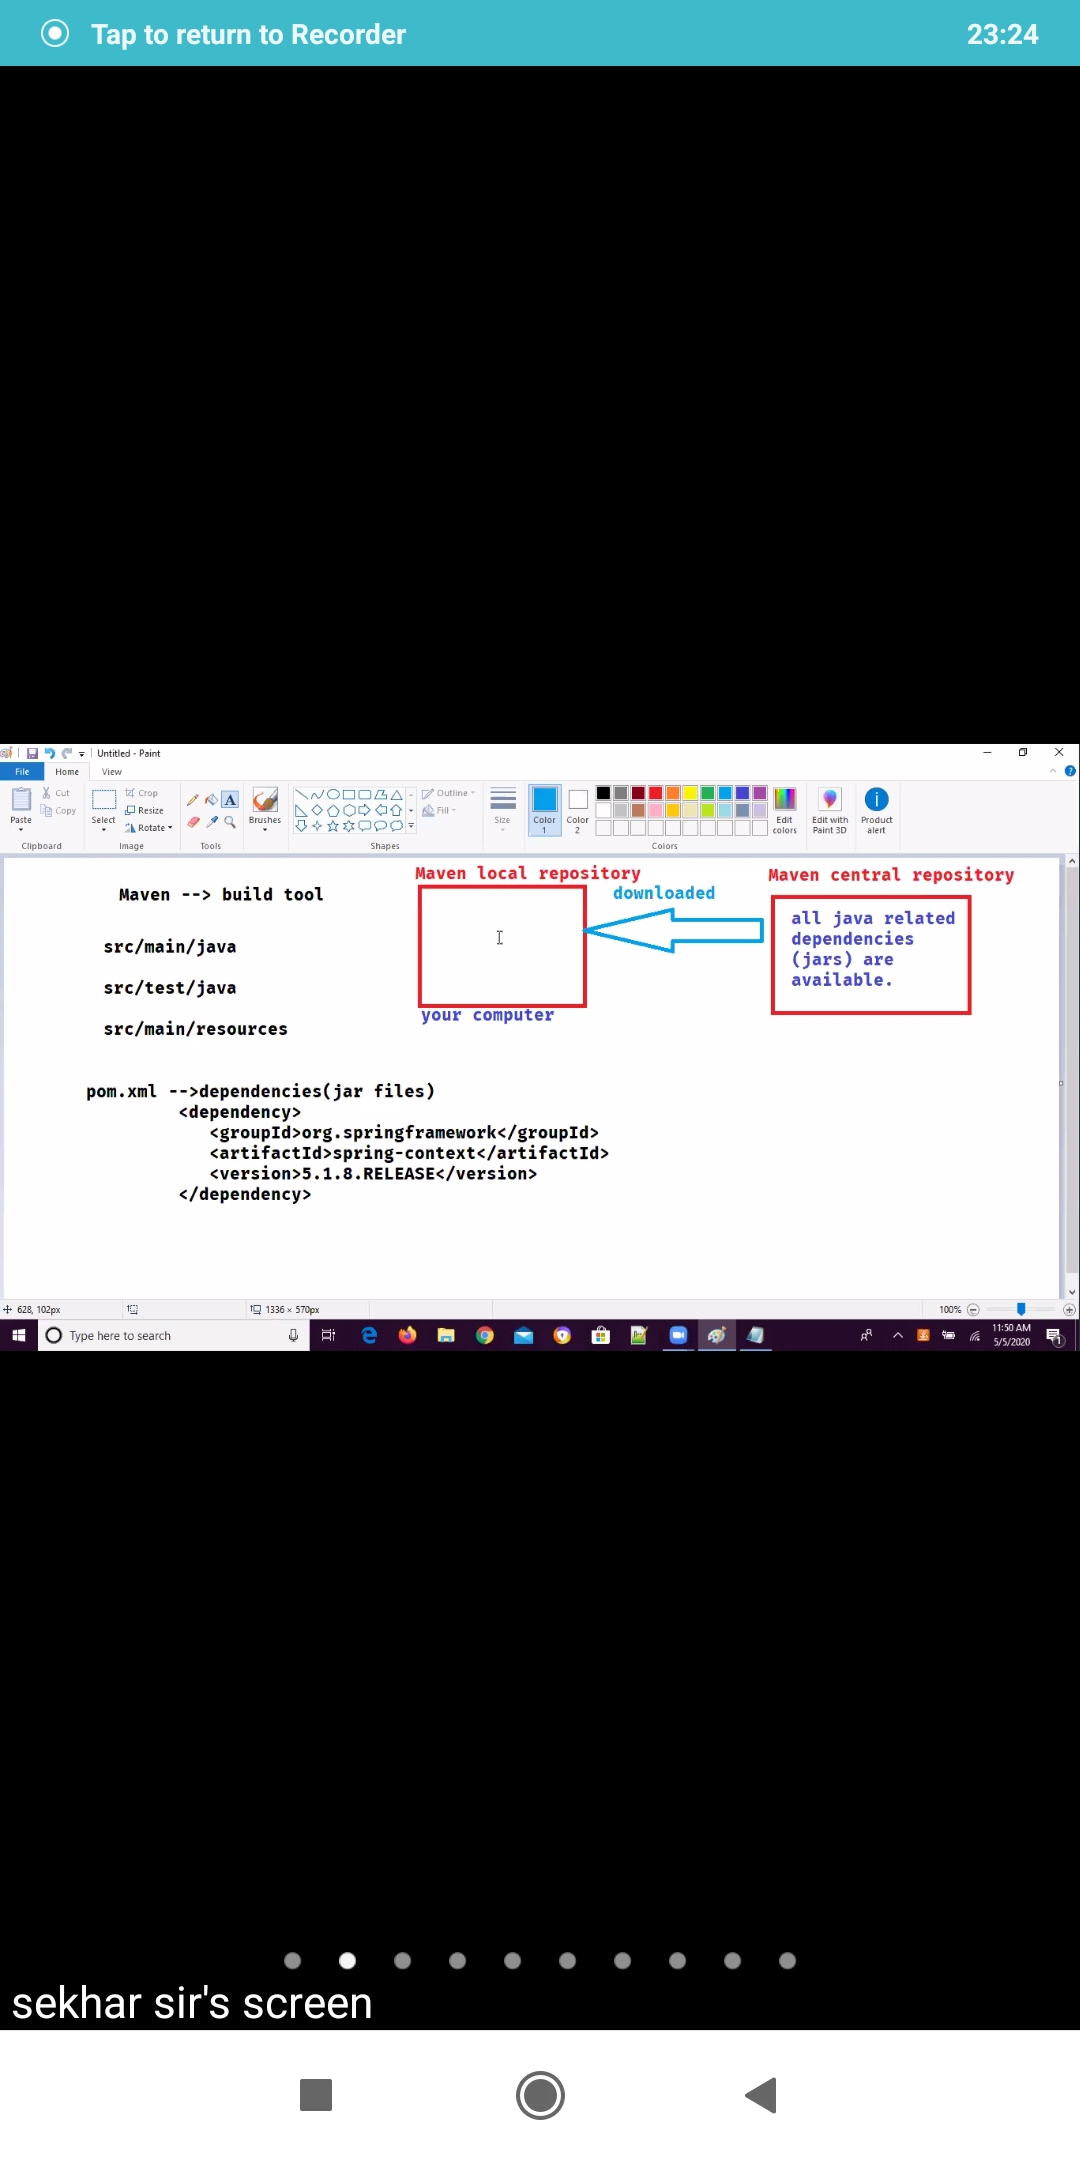 Tap to return to Recorder 23:24
Untitled - Paint
File Home View
Cut
Copy
Paste
Clipboard
Crop
Resize
Rotate
Select
Image
Tools
Brushes
Outline
Fill
Shapes
Size
Color 1
Color 2
Edit colors
Colors
Edit with Paint 3D
Product alert
Maven --> build tool
src/main/java
src/test/java
src/main/resources
Maven local repository
your computer
downloaded
Maven central repository
all java related
dependencies
(jars) are
available.
pom.xml -->dependencies(jar files)
<dependency>
<groupId>org.springframework</groupId>
<artifactId>spring-context</artifactId>
<version>5.1.8.RELEASE</version>
</dependency>
628, 102px
1336 × 570px
100%
Type here to search
11:50 AM
5/5/2020
sekhar sir's screen